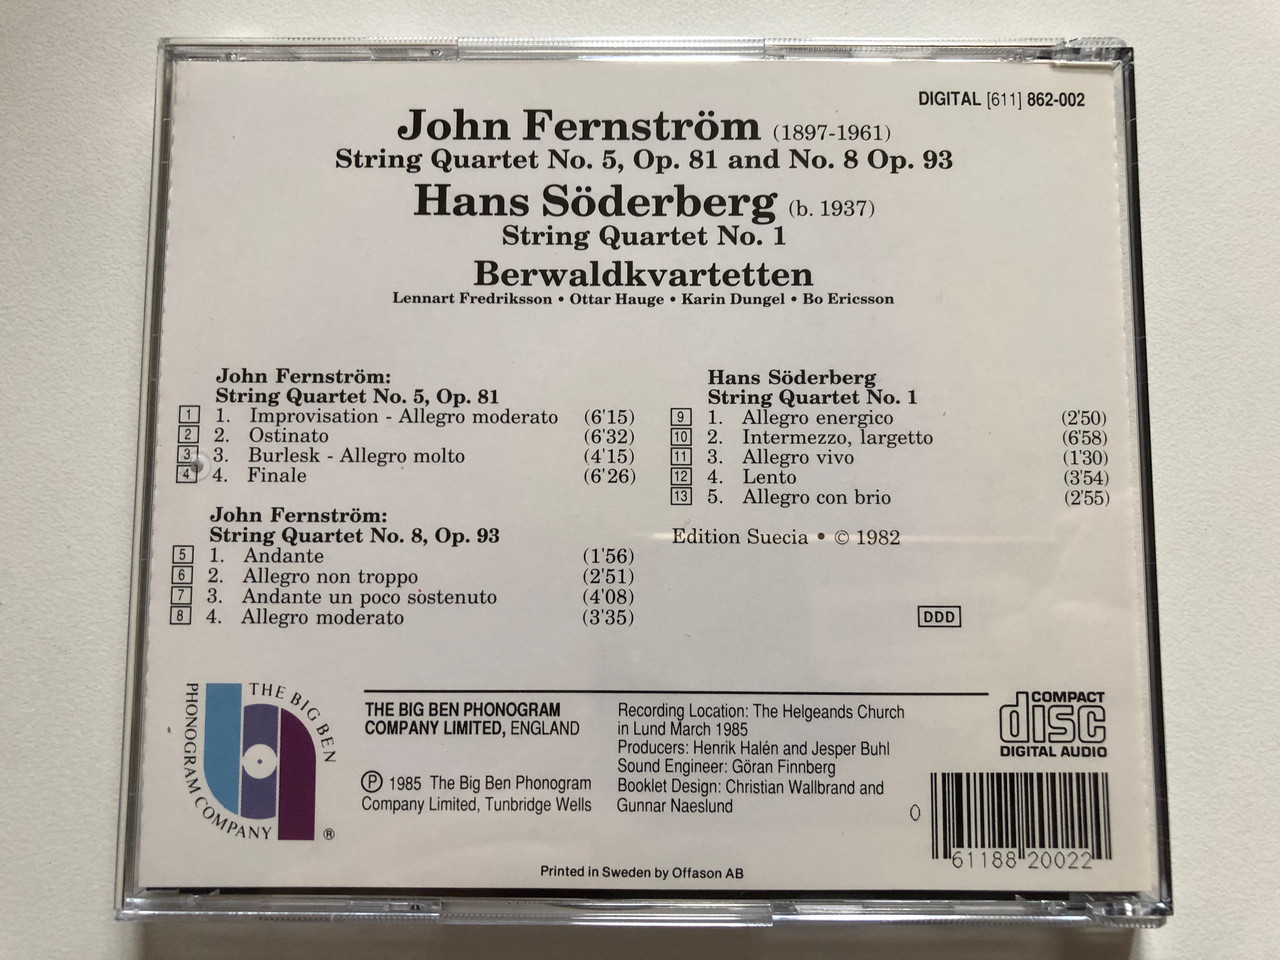 DIGITAL [611] 862-002
John Fernström (1897-1961)
String Quartet No. 5, Op. 81 and No. 8 Op. 93
Hans Söderberg (b. 1937)
String Quartet No. 1
Berwaldkvartetten
Lennart Fredriksson • Ottar Hauge • Karin Dungel • Bo Ericsson
John Fernström:
String Quartet No. 5, Op. 81
1 1. Improvisation - Allegro moderato (6'15)
2 2. Ostinato (6'32)
3 3. Burlesk - Allegro molto (4'15)
4 4. Finale (6'26)
John Fernström:
String Quartet No. 8, Op. 93
5 1. Andante (1'56)
6 2. Allegro non troppo (2'51)
7 3. Andante un poco sostenuto (4'08)
8 4. Allegro moderato (3'35)
Hans Söderberg
String Quartet No. 1
9 1. Allegro energico (2'50)
10 2. Intermezzo, largetto (6'58)
11 3. Allegro vivo (1'30)
12 4. Lento (3'54)
13 5. Allegro con brio (2'55)
Edition Suecia • © 1982
DDD
THE BIG BEN
PHONOGRAM COMPANY
®
THE BIG BEN PHONOGRAM
COMPANY LIMITED, ENGLAND
℗ 1985 The Big Ben Phonogram
Company Limited, Tunbridge Wells
Recording Location: The Helgeands Church
in Lund March 1985
Producers: Henrik Halén and Jesper Buhl
Sound Engineer: Göran Finnberg
Booklet Design: Christian Wallbrand and
Gunnar Naeslund
COMPACT
disc
DIGITAL AUDIO
0 61188 20022
Printed in Sweden by Offason AB